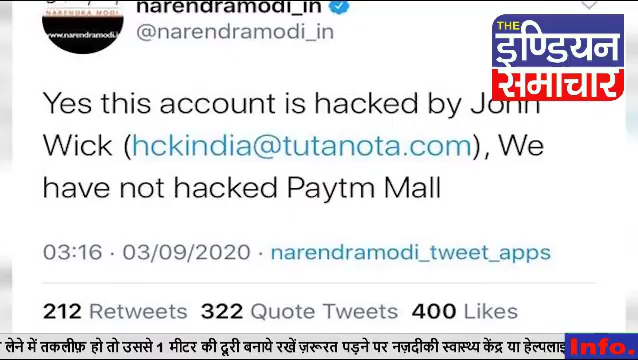 narendramodi_in
@narendramodi_in
NARENDRA MODI
www.narendramodi.i
THE
इण्डियन
समाचार
Yes this account is hacked by John
Wick (hckindia@tutanota.com), We
have not hacked Paytm Mall
03:16 · 03/09/2020 · narendramodi_tweet_apps
212 Retweets 322 Quote Tweets 400 Likes
लेने में तकलीफ़ हो तो उससे 1 मीटर की दूरी बनाये रखें ज़रूरत पड़ने पर नज़दीकी स्वास्थ्य केंद्र या हेल्पलाइ
Info.